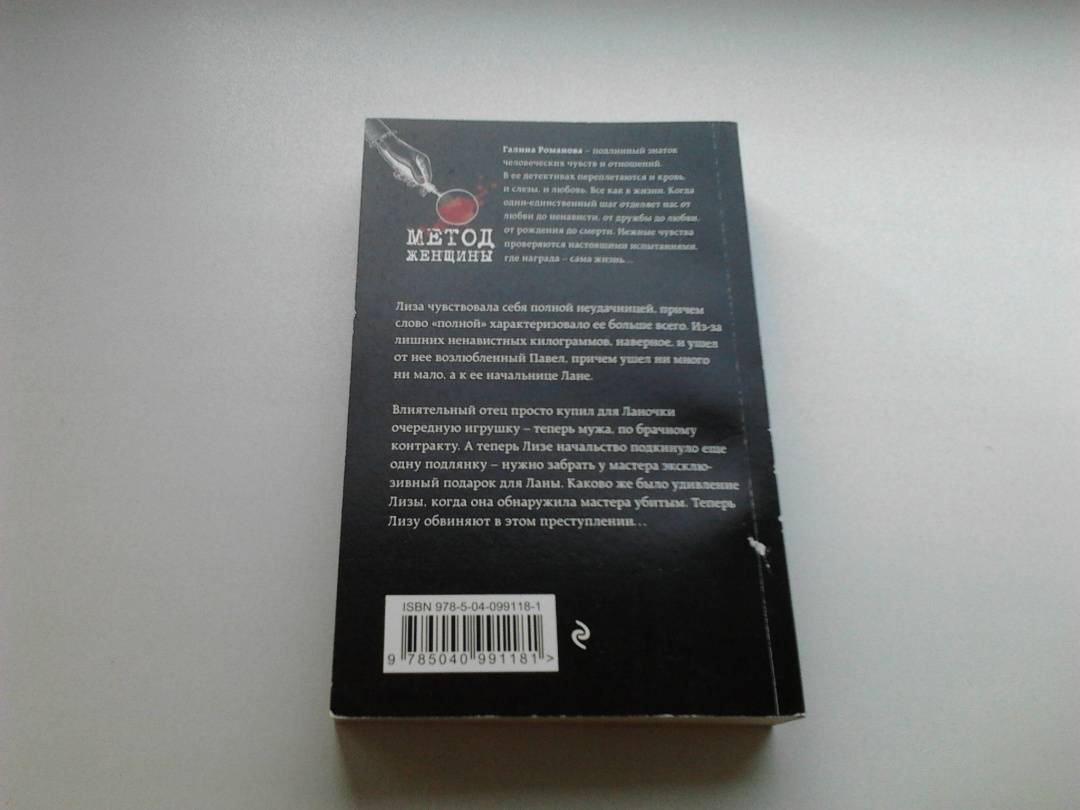 Галина Романова – подлинный знаток
человеческих чувств и отношений.
В ее детективах переплетаются и кровь,
и слезы, и любовь. Все как в жизни. Когда
один-единственный шаг отделяет нас от
любви до ненависти, от дружбы до любви,
от рождения до смерти. Нежные чувства
проверяются настоящими испытаниями,
где награда – сама жизнь...
МЕТОД
ЖЕНЩИНЫ
Лиза чувствовала себя полной неудачницей, причем
слово «полной» характеризовало ее больше всего. Из-за
лишних ненавистных килограммов, наверное, и ушел
от нее возлюбленный Павел, причем ушел ни много
ни мало, а к ее начальнице Лане.
Влиятельный отец просто купил для Ланочки
очередную игрушку – теперь мужа, по брачному
контракту. А теперь Лизе начальство подкинуло еще
одну подлянку – нужно забрать у мастера эксклю-
зивный подарок для Ланы. Каково же было удивление
Лизы, когда она обнаружила мастера убитым. Теперь
Лизу обвиняют в этом преступлении...
ISBN 978-5-04-099118-1
9 785040 991181 >